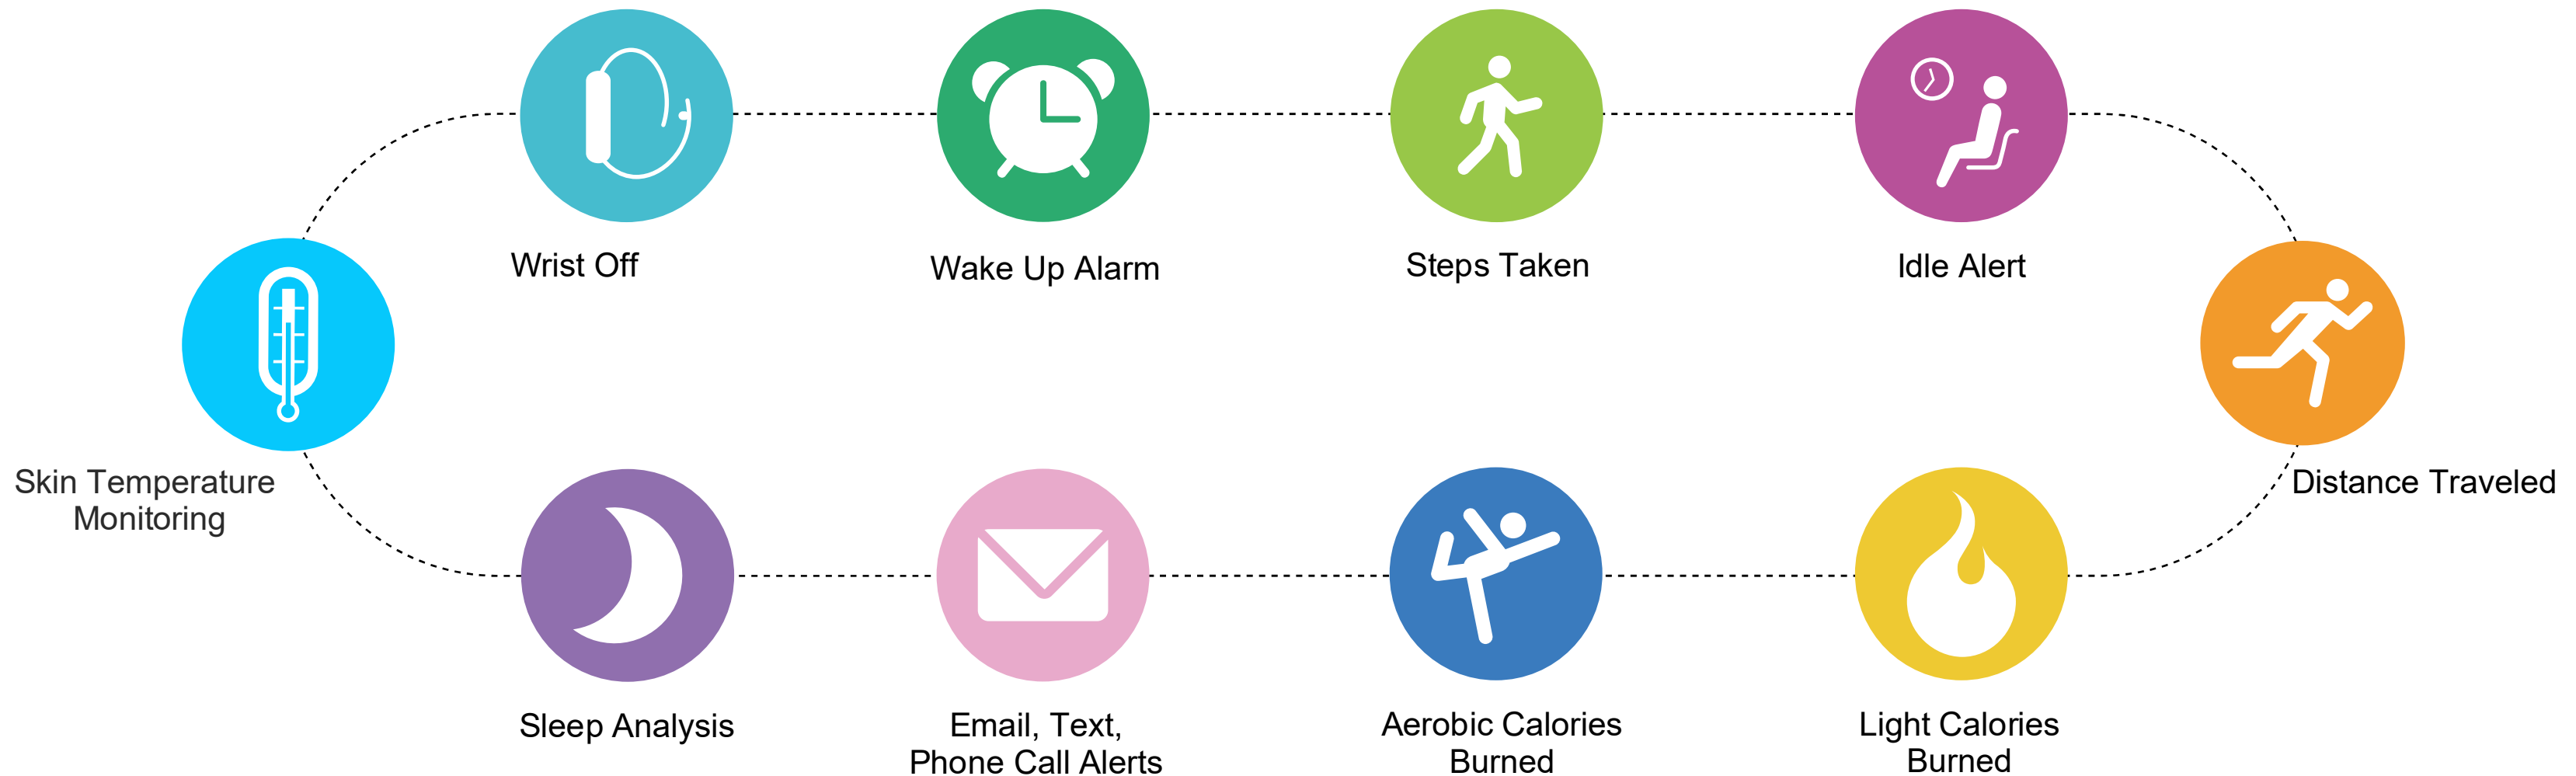 Wrist Off
Wake Up Alarm
Steps Taken
Idle Alert
Skin Temperature
Monitoring
Distance Traveled
Sleep Analysis
Email, Text,
Phone Call Alerts
Aerobic Calories
Burned
Light Calories
Burned